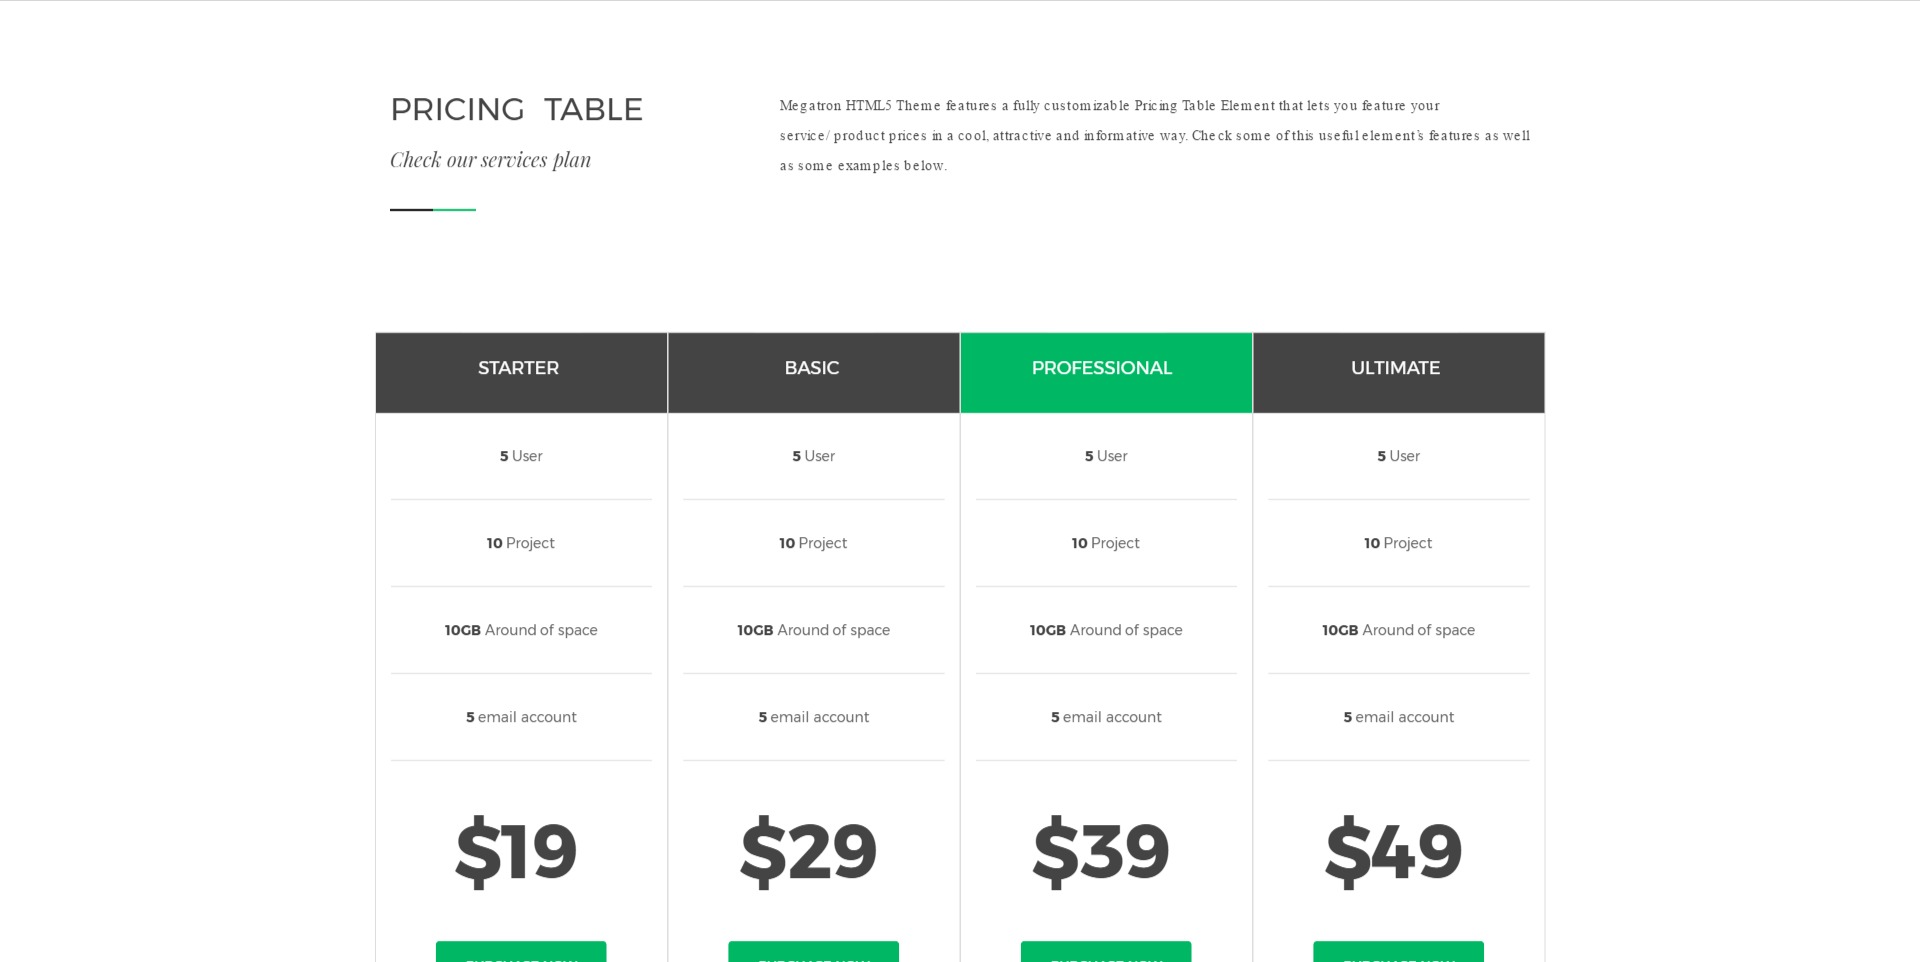 PRICING TABLE
Check our services plan
Megatron HTML5 Theme features a fully customizable Pricing Table Element that lets you feature your
service/ product prices in a cool, attractive and informative way. Check some of this useful element's features as well
as some examples below.
STARTER BASIC PROFESSIONAL ULTIMATE
5 User 5 User 5 User 5 User
10 Project 10 Project 10 Project 10 Project
10GB Around of space 10GB Around of space 10GB Around of space 10GB Around of space
5 email account 5 email account 5 email account 5 email account
$19 $29 $39 $49